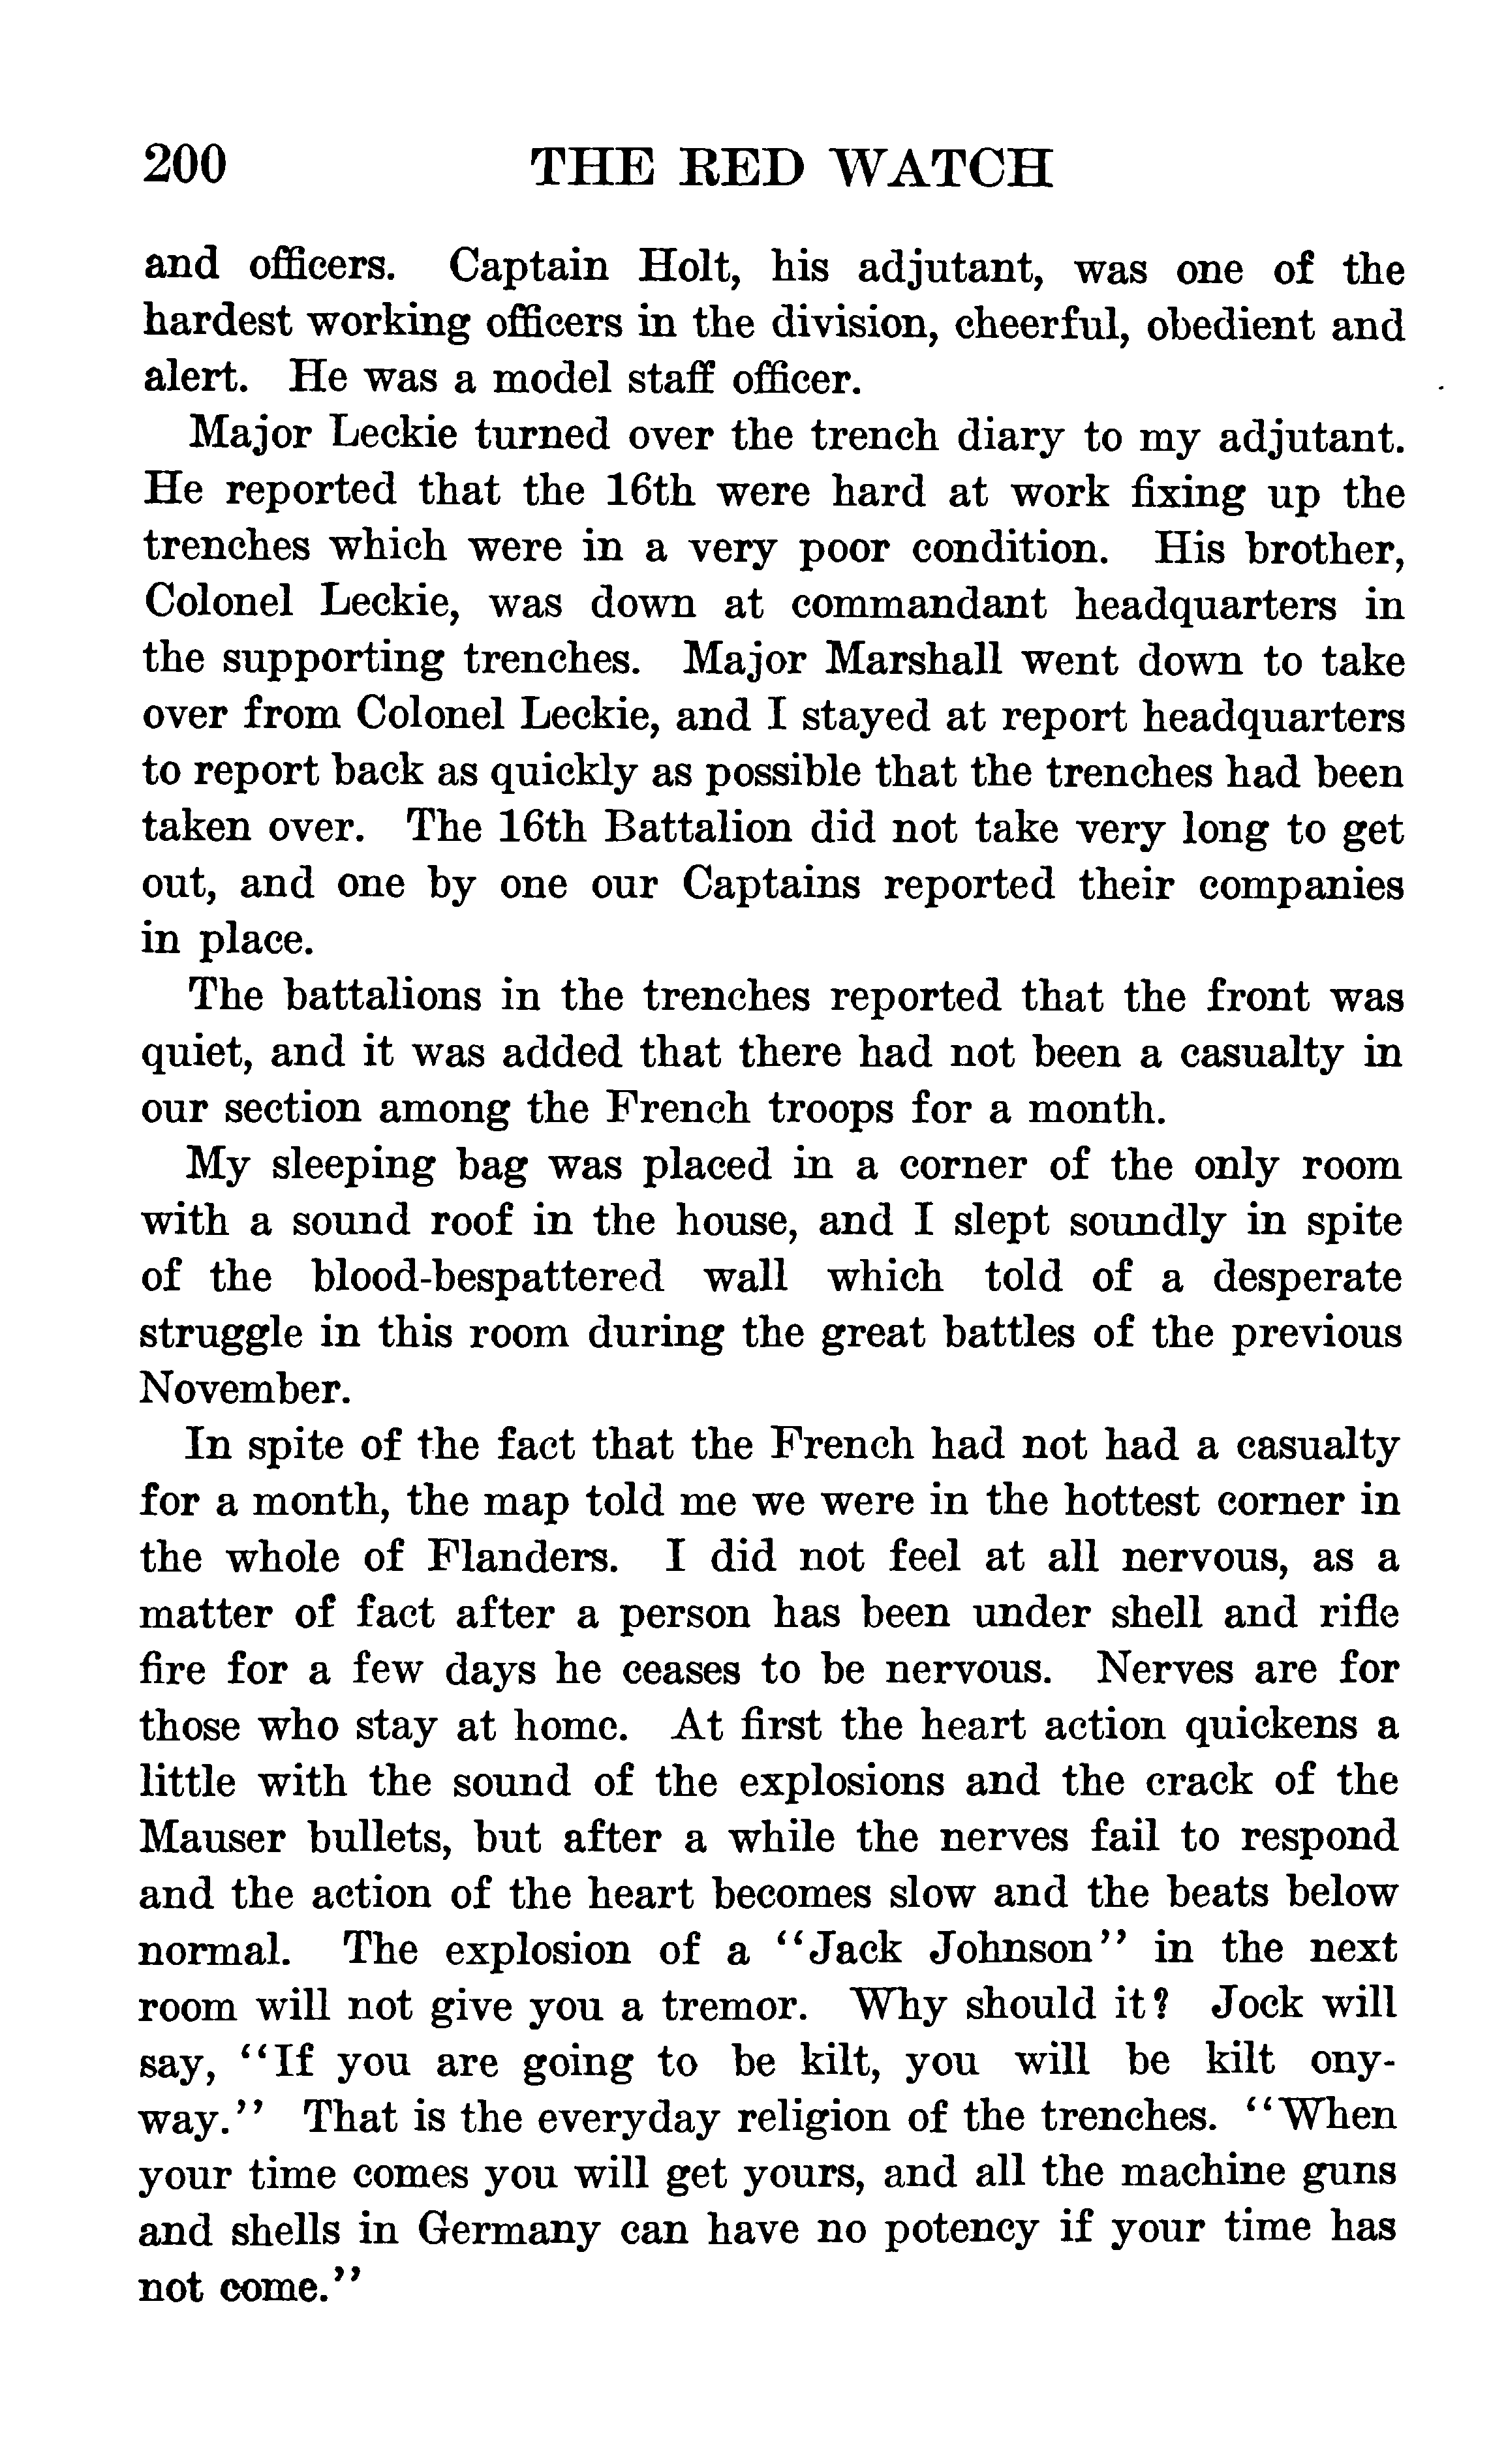 200 THE RED WATCH
and officers. Captain Holt, his adjutant, was one of the
hardest working officers in the division, cheerful, obedient and
alert. He was a model staff officer.
Major Leckie turned over the trench diary to my adjutant.
He reported that the 16th were hard at work fixing up the
trenches which were in a very poor condition. His brother,
Colonel Leckie, was down at commandant headquarters in
the supporting trenches. Major Marshall went down to take
over from Colonel Leckie, and I stayed at report headquarters
to report back as quickly as possible that the trenches had been
taken over. The 16th Battalion did not take very long to get
out, and one by one our Captains reported their companies
in place.
The battalions in the trenches reported that the front was
quiet, and it was added that there had not been a casualty in
our section among the French troops for a month.
My sleeping bag was placed in a corner of the only room
with a sound roof in the house, and I slept soundly in spite
of the blood-bespattered wall which told of a desperate
struggle in this room during the great battles of the previous
November.
In spite of the fact that the French had not had a casualty
for a month, the map told me we were in the hottest corner in
the whole of Flanders. I did not feel at all nervous, as a
matter of fact after a person has been under shell and rifle
fire for a few days he ceases to be nervous. Nerves are for
those who stay at home. At first the heart action quickens a
little with the sound of the explosions and the crack of the
Mauser bullets, but after a while the nerves fail to respond
and the action of the heart becomes slow and the beats below
normal. The explosion of a "Jack Johnson" in the next
room will not give you a tremor. Why should it? Jock will
say, "If you are going to be kilt, you will be kilt ony-
way." That is the everyday religion of the trenches. "When
your time comes you will get yours, and all the machine guns
and shells in Germany can have no potency if your time has
not come."